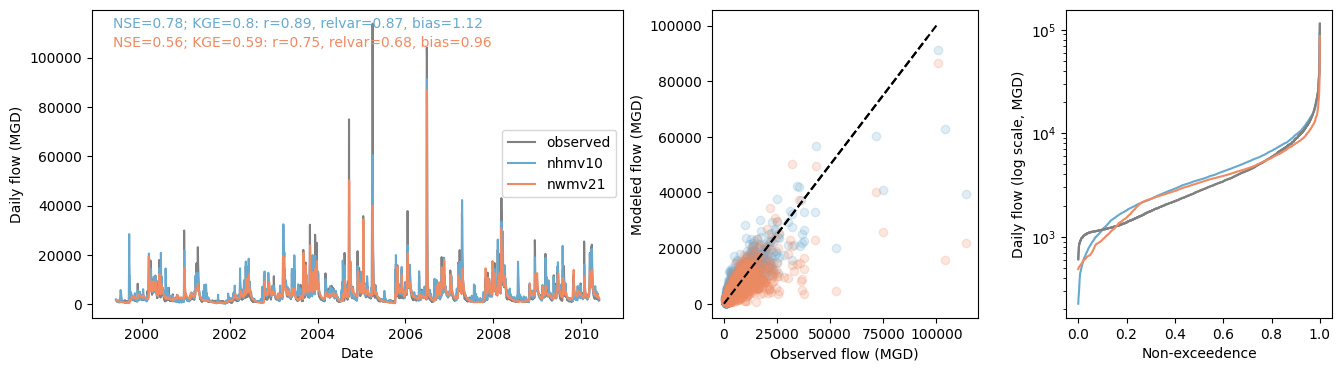 NSE=0.78; KGE=0.8: r=0.89, relvar=0.87, bias=1.12
NSE=0.56; KGE=0.59: r=0.75, relvar=0.68, bias=0.96
Daily flow (MGD)
100000
80000
60000
40000
20000
0
observed
nhmv10
nwmv21
2000
2002
2004
2006
2008
2010
Date
Modeled flow (MGD)
100000
80000
60000
40000
20000
0
0
25000
50000
75000
100000
Observed flow (MGD)
Daily flow (log scale, MGD)
10⁵
10⁴
10³
0.0
0.2
0.4
0.6
0.8
1.0
Non-exceedence